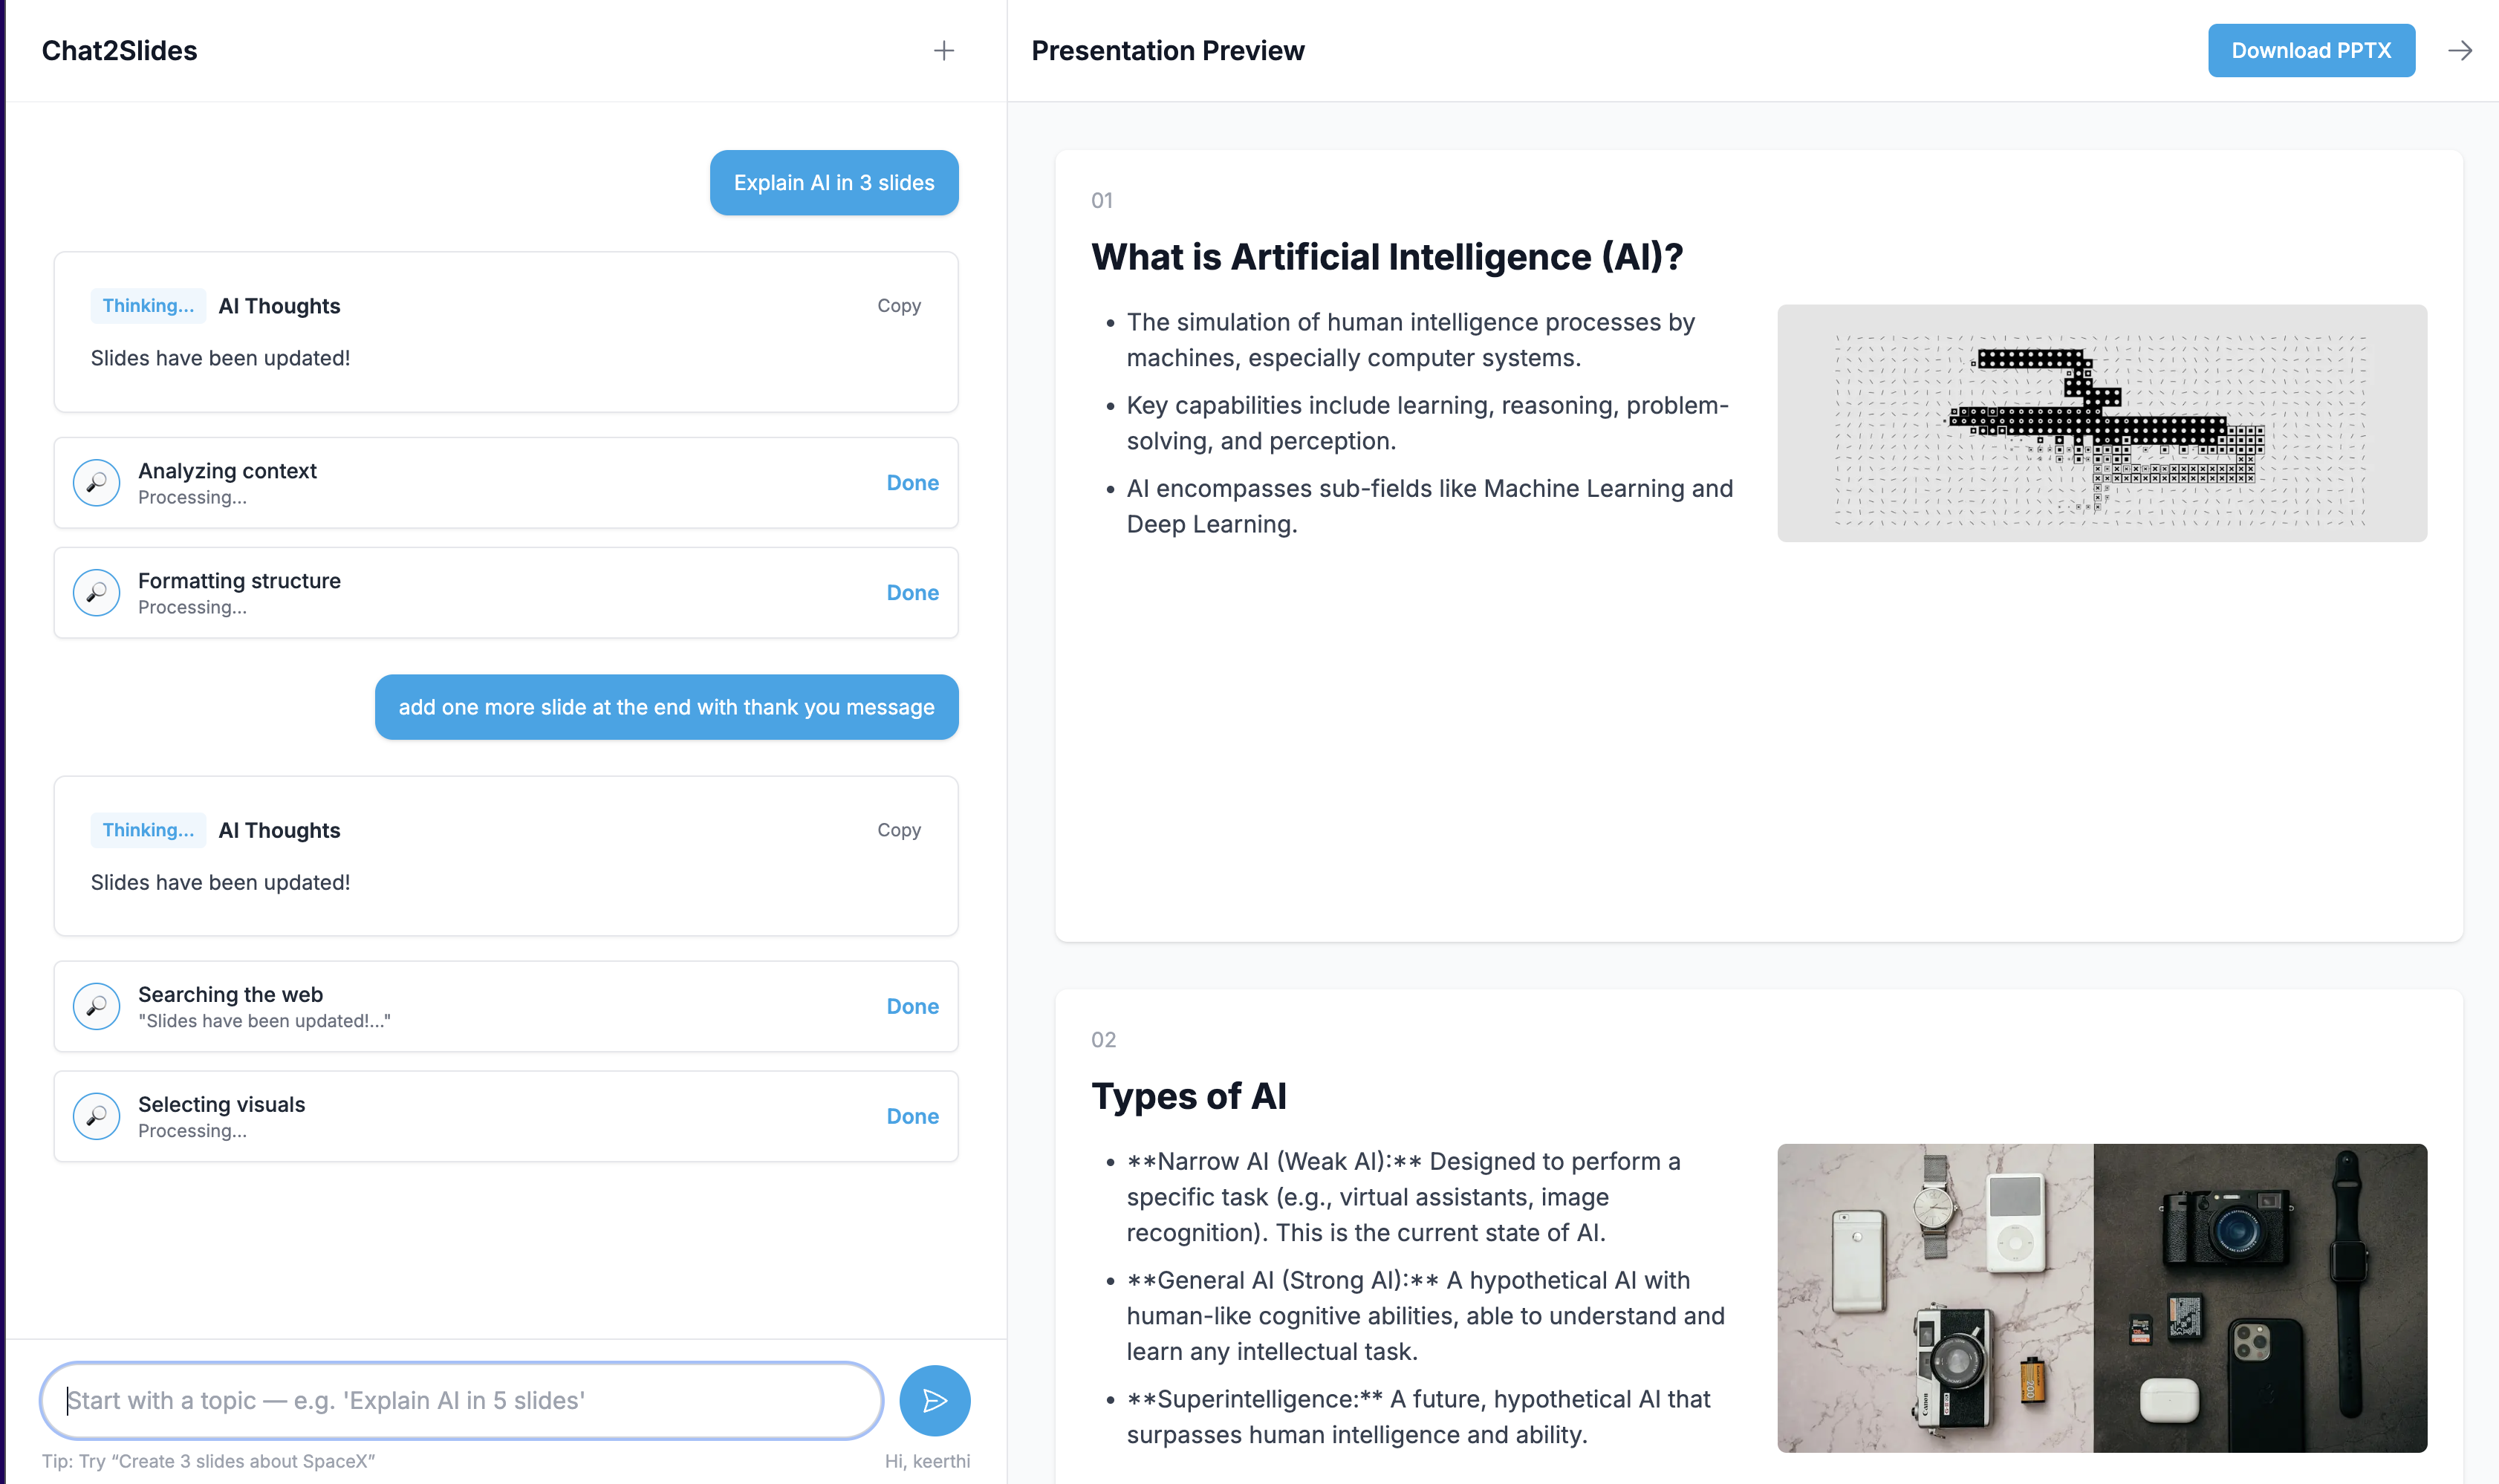 Chat2Slides
Explain AI in 3 slides
Thinking...
AI Thoughts
Copy
Slides have been updated!
Analyzing context
Processing...
Done
Formatting structure
Processing...
Done
add one more slide at the end with thank you message
Thinking...
AI Thoughts
Copy
Slides have been updated!
Searching the web
"Slides have been updated!..."
Done
Selecting visuals
Processing...
Done
Start with a topic — e.g. 'Explain AI in 5 slides'
Tip: Try “Create 3 slides about SpaceX”
Hi, keerthi
Presentation Preview
Download PPTX
01
What is Artificial Intelligence (AI)?
• The simulation of human intelligence processes by
machines, especially computer systems.
• Key capabilities include learning, reasoning, problem-
solving, and perception.
• AI encompasses sub-fields like Machine Learning and
Deep Learning.
02
Types of AI
• **Narrow AI (Weak AI):** Designed to perform a
specific task (e.g., virtual assistants, image
recognition). This is the current state of AI.
• **General AI (Strong AI):** A hypothetical AI with
human-like cognitive abilities, able to understand and
learn any intellectual task.
• **Superintelligence:** A future, hypothetical AI that
surpasses human intelligence and ability.
Canon
200